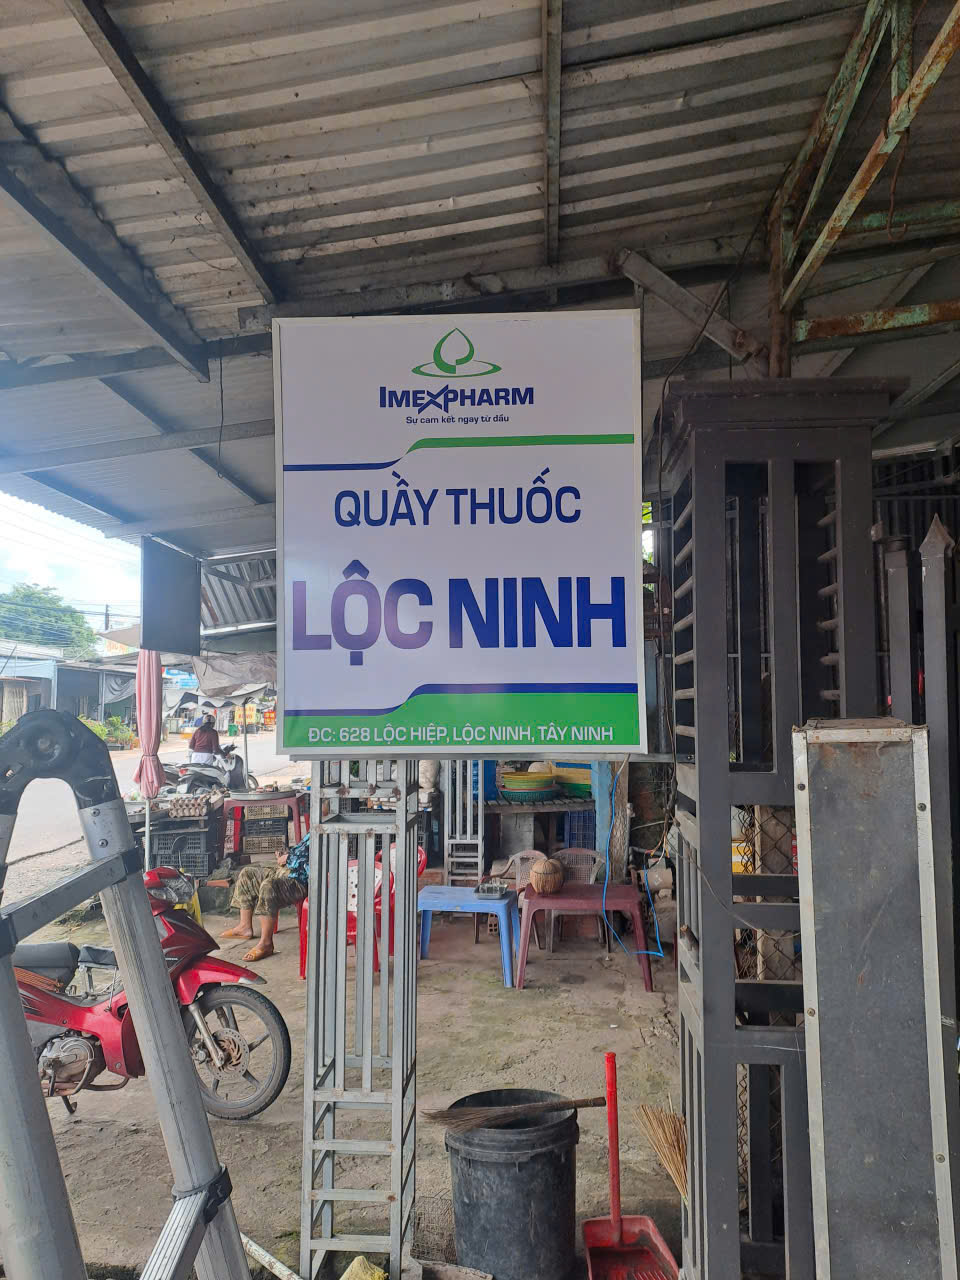 IMEXPHARM
Sự cam kết ngay từ đầu
QUẦY THUỐC
LỘC NINH
ĐC: 628 LỘC HIỆP, LỘC NINH, TÂY NINH